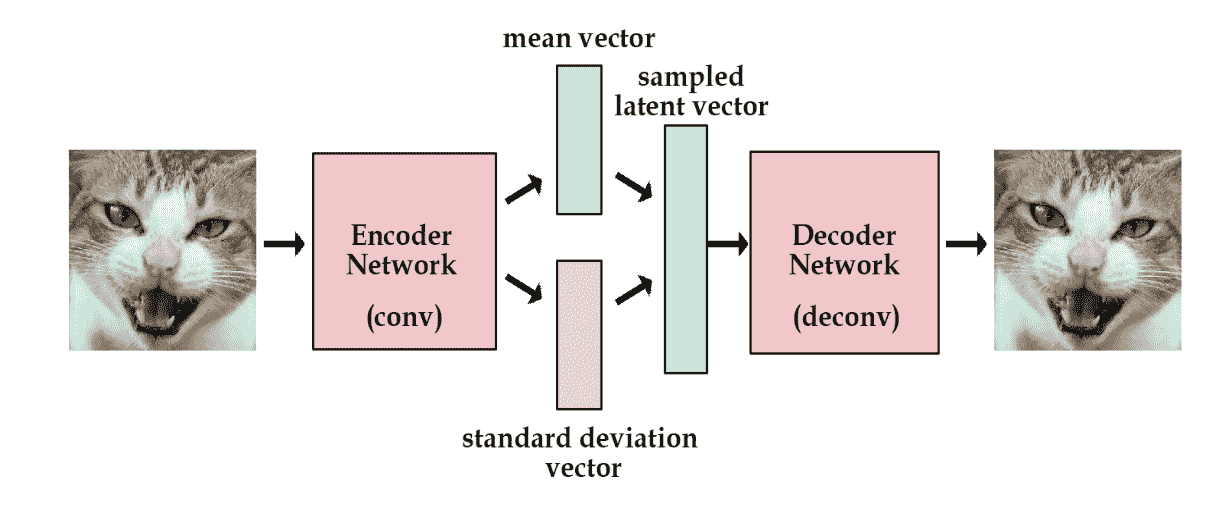 mean vector
sampled
latent vector
Encoder
Network
(conv)
Decoder
Network
(deconv)
standard deviation
vector